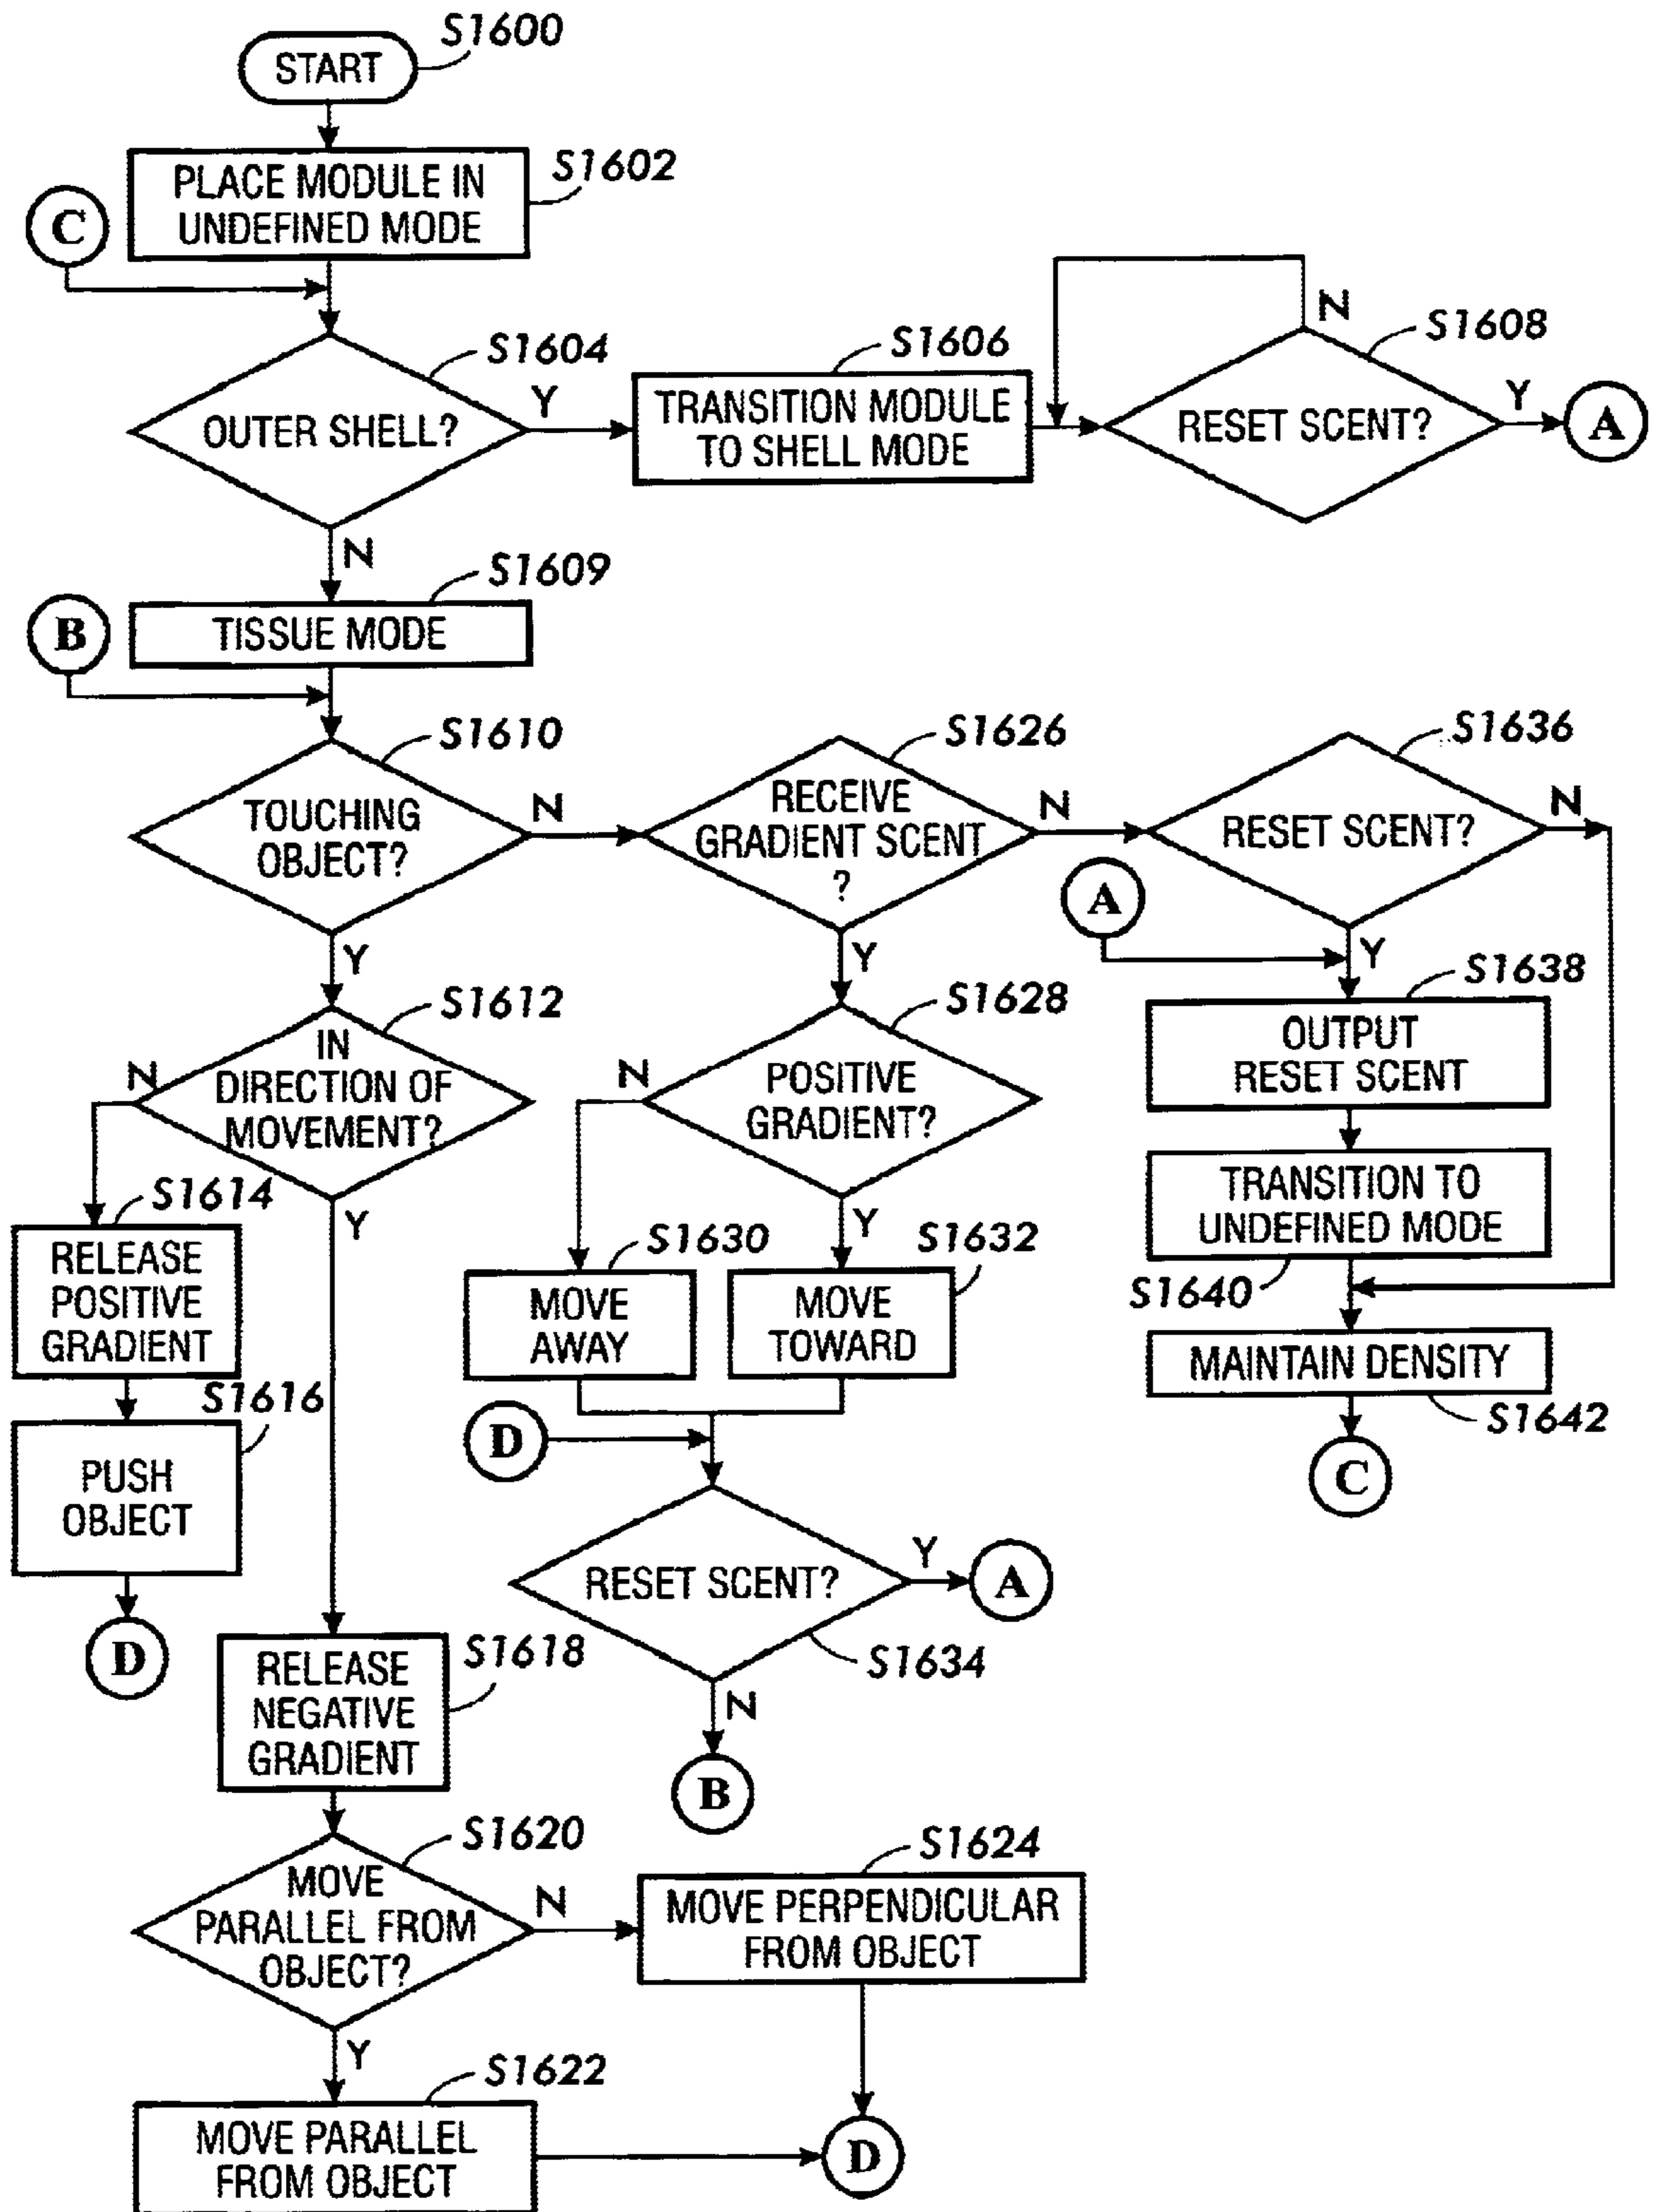 S1600
START
PLACE MODULE IN
UNDEFINED MODE
S1602
C
S1604
OUTER SHELL?
Y
N
S1606
TRANSITION MODULE
TO SHELL MODE
N
S1608
RESET SCENT?
Y
A
S1609
TISSUE MODE
B
S1610
TOUCHING
OBJECT?
N
Y
S1626
RECEIVE
GRADIENT SCENT
?
N
Y
S1636
RESET SCENT?
N
A
Y
S1638
OUTPUT
RESET SCENT
TRANSITION TO
UNDEFINED MODE
S1640
MAINTAIN DENSITY
S1642
C
S1612
IN
DIRECTION OF
MOVEMENT?
N
Y
S1628
POSITIVE
GRADIENT?
N
Y
S1614
RELEASE
POSITIVE
GRADIENT
S1616
PUSH
OBJECT
D
S1630
MOVE
AWAY
S1632
MOVE
TOWARD
D
RESET SCENT?
Y
A
S1634
N
B
S1618
RELEASE
NEGATIVE
GRADIENT
S1620
MOVE
PARALLEL FROM
OBJECT?
N
Y
S1624
MOVE PERPENDICULAR
FROM OBJECT
S1622
MOVE PARALLEL
FROM OBJECT
D